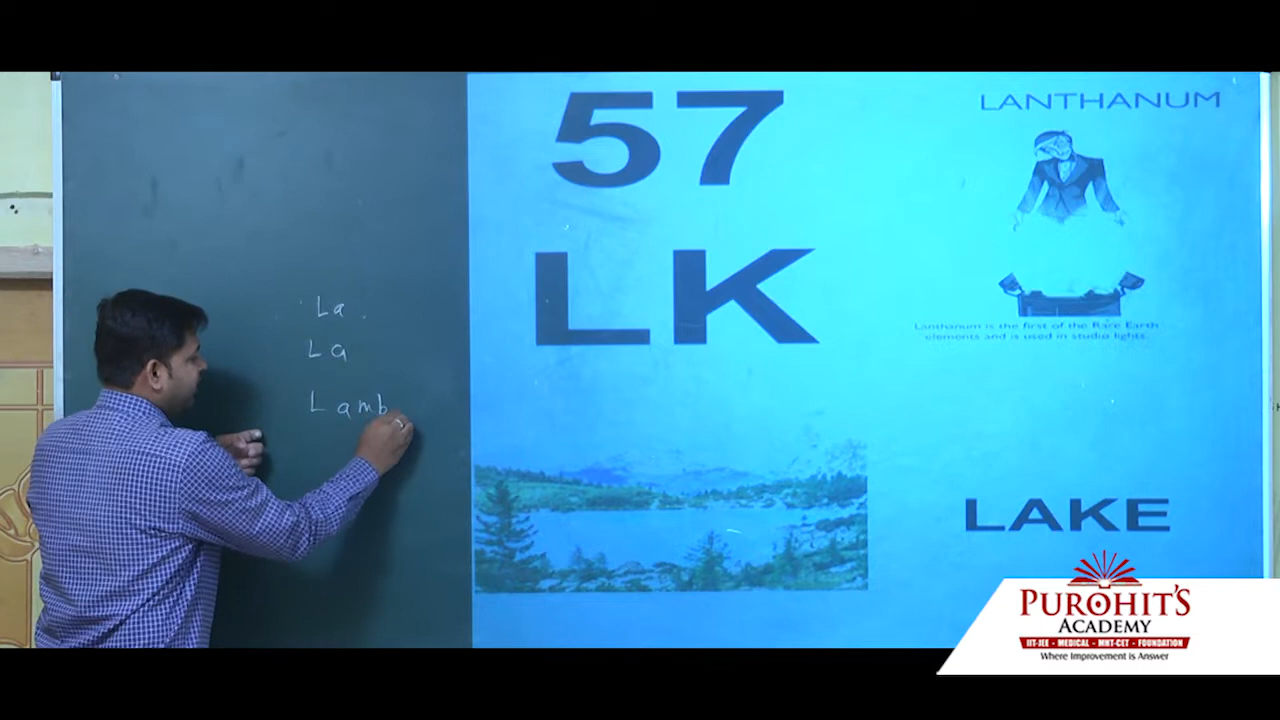 57
LANTHANUM
LK
La
La
Lamb
Lanthanum is the first of the Rare Earth
elements and is used in studio lights.
LAKE
PUROHIT'S
ACADEMY
IIT-JEE - MEDICAL - MHT-CET - FOUNDATION
Where Improvement is Answer